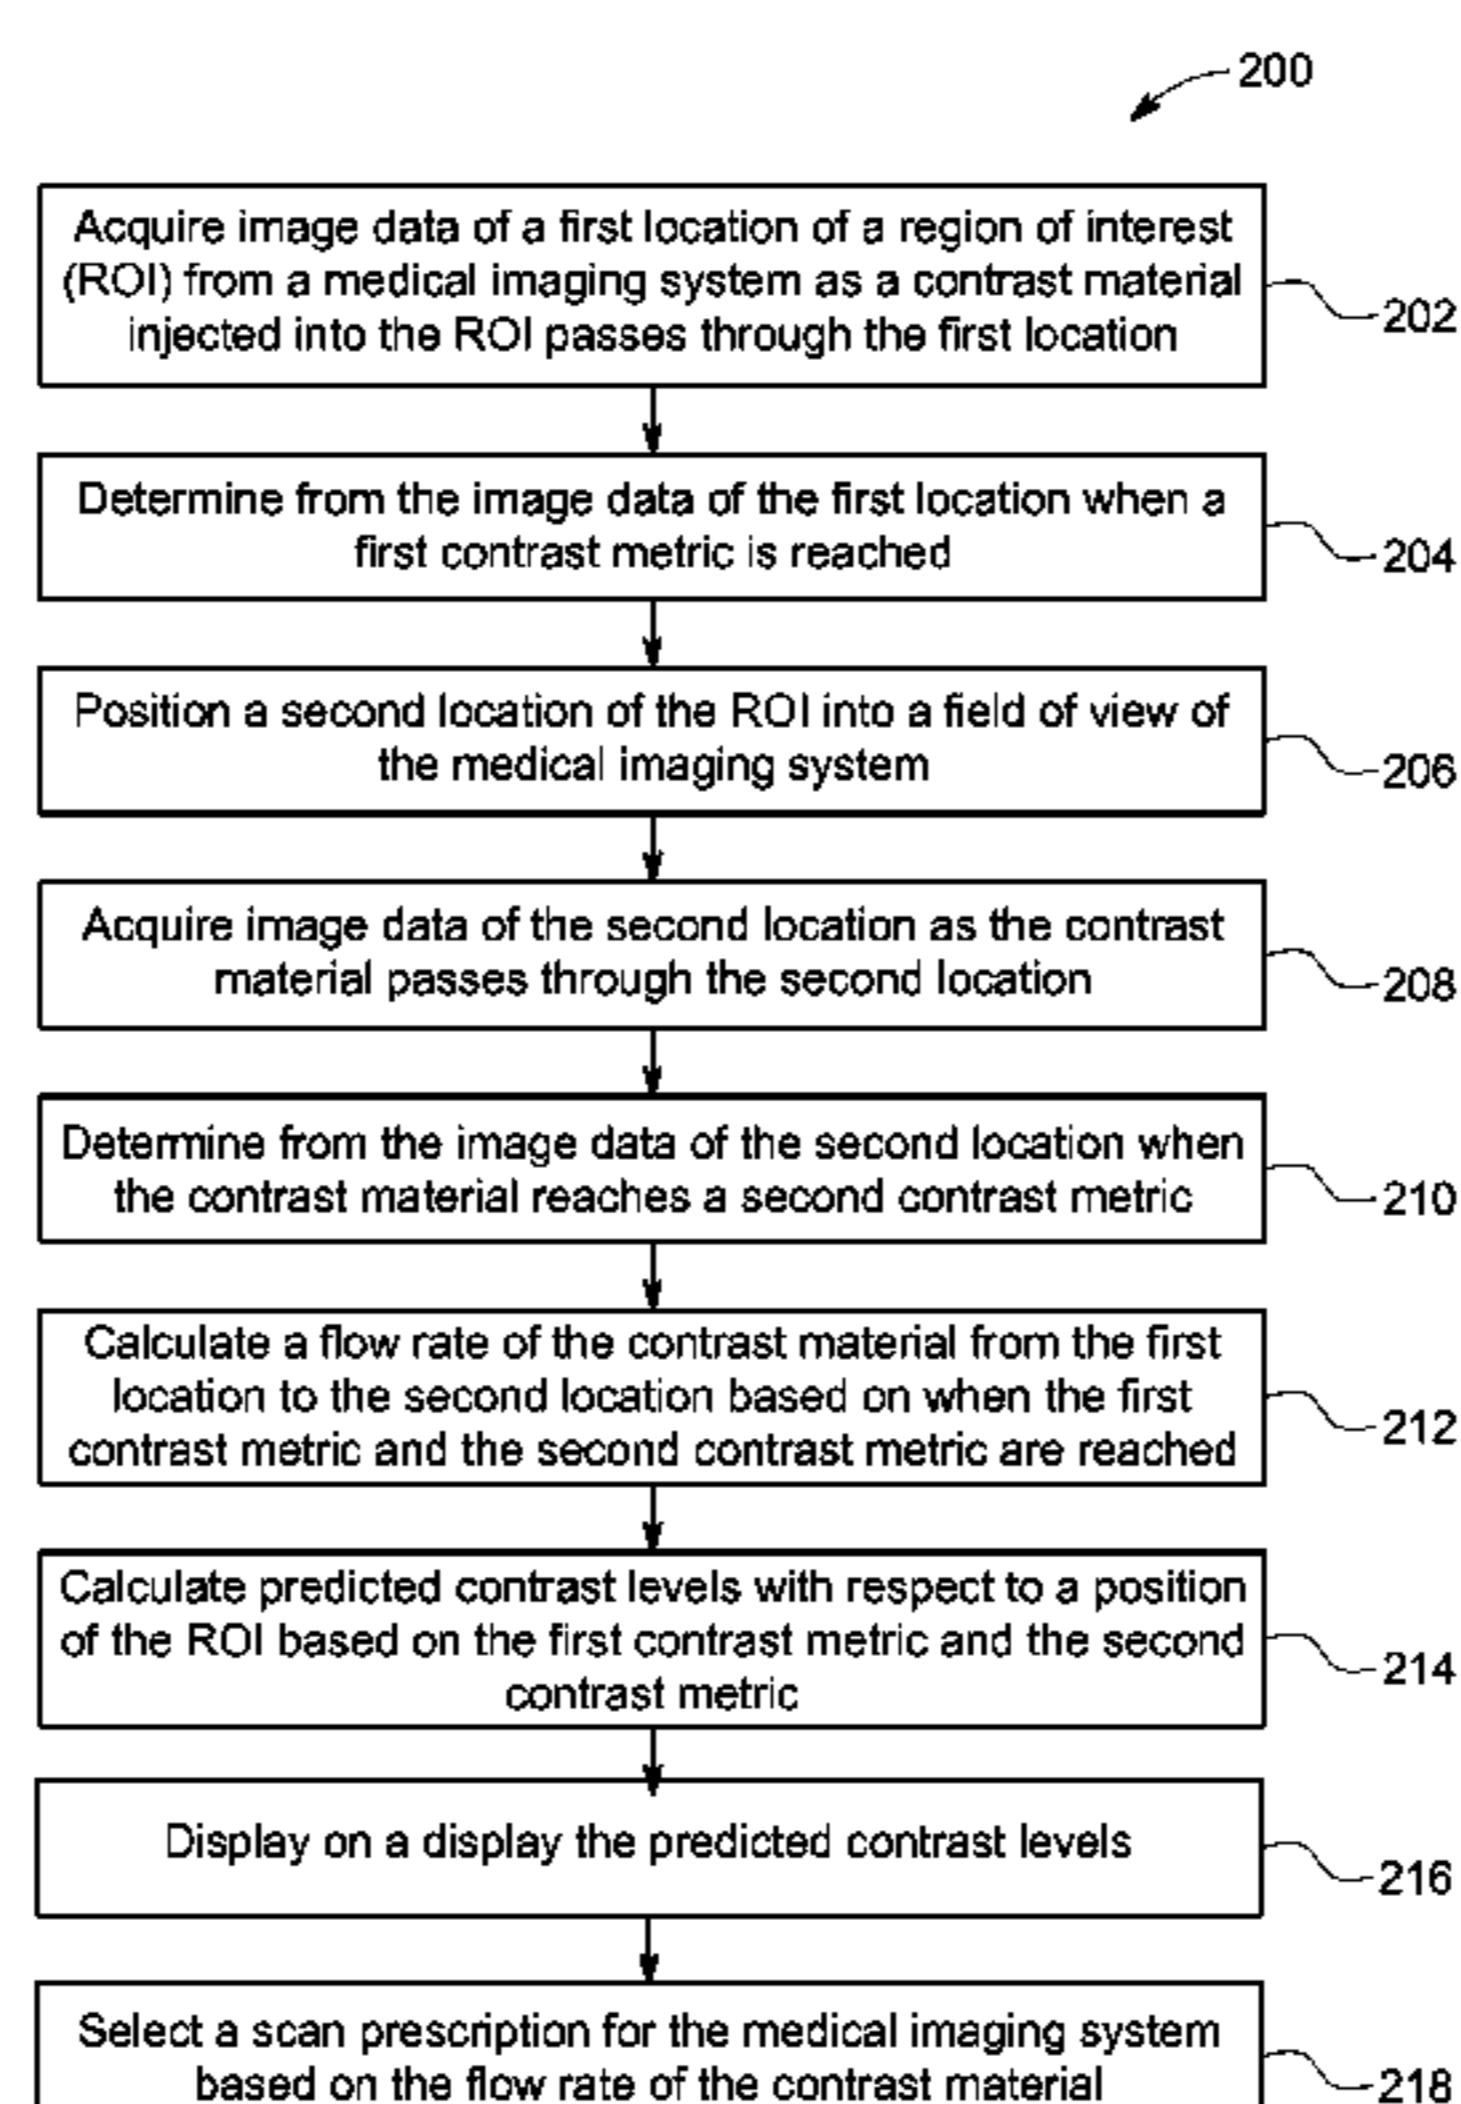 200
Acquire image data of a first location of a region of interest
(ROI) from a medical imaging system as a contrast material
injected into the ROI passes through the first location
202
Determine from the image data of the first location when a
first contrast metric is reached
204
Position a second location of the ROI into a field of view of
the medical imaging system
206
Acquire image data of the second location as the contrast
material passes through the second location
208
Determine from the image data of the second location when
the contrast material reaches a second contrast metric
210
Calculate a flow rate of the contrast material from the first
location to the second location based on when the first
contrast metric and the second contrast metric are reached
212
Calculate predicted contrast levels with respect to a position
of the ROI based on the first contrast metric and the second
contrast metric
214
Display on a display the predicted contrast levels
216
Select a scan prescription for the medical imaging system
based on the flow rate of the contrast material
218